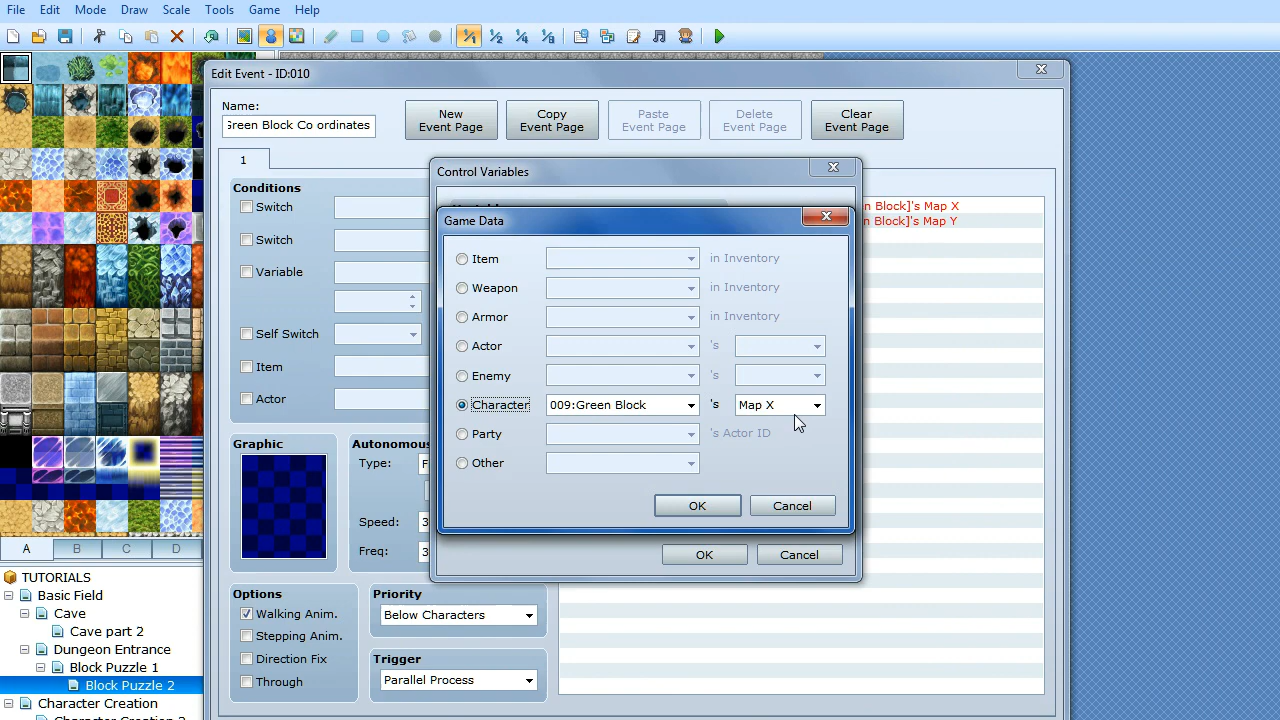 File Edit Mode Draw Scale Tools Game Help
Edit Event - ID:010
Name:
Green Block Co ordinates
New Event Page
Copy Event Page
Paste Event Page
Delete Event Page
Clear Event Page
1
Conditions
Switch
Switch
Variable
Self Switch
Item
Actor
Graphic
Autonomous
Type: F
Speed: 3
Freq: 3
Options
Walking Anim.
Stepping Anim.
Direction Fix
Through
Priority
Below Characters
Trigger
Parallel Process
n Block]'s Map X
n Block]'s Map Y
Control Variables
OK Cancel
Game Data
Item in Inventory
Weapon in Inventory
Armor in Inventory
Actor 's
Enemy 's
Character 009:Green Block 's Map X
Party 's Actor ID
Other
OK Cancel
A B C D
TUTORIALS
Basic Field
Cave
Cave part 2
Dungeon Entrance
Block Puzzle 1
Block Puzzle 2
Character Creation
Character Creation 2